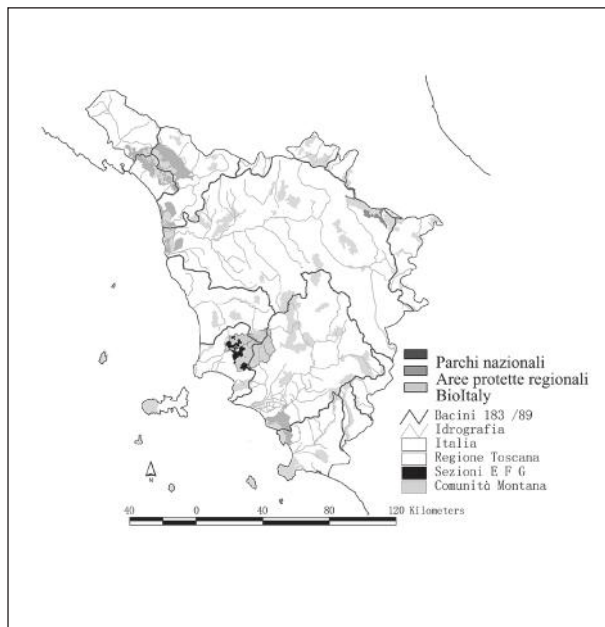 Parchi nazionali
Aree protette regionali
BioItaly
Bacini 183 /89
Idrografia
Italia
Regione Toscana
Sezioni E F G
Comunità Montana
N
40 0 40 80 120 Kilometers